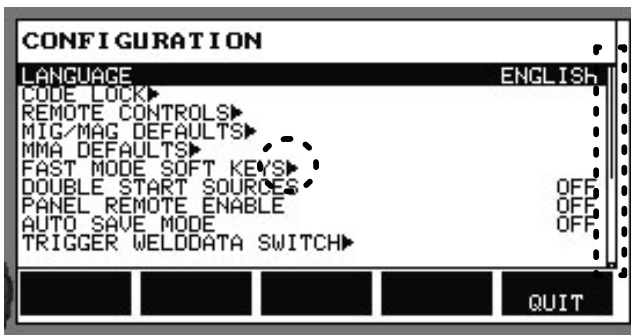 CONFIGURATION
LANGUAGE ENGLISH
CODE LOCK▶
REMOTE CONTROLS▶
MIG/MAG DEFAULTS▶
MMA DEFAULTS▶
FAST MODE SOFT KEYS▶
DOUBLE START SOURCES OFF
PANEL REMOTE ENABLE OFF
AUTO SAVE MODE OFF
TRIGGER WELDDATA SWITCH▶
QUIT